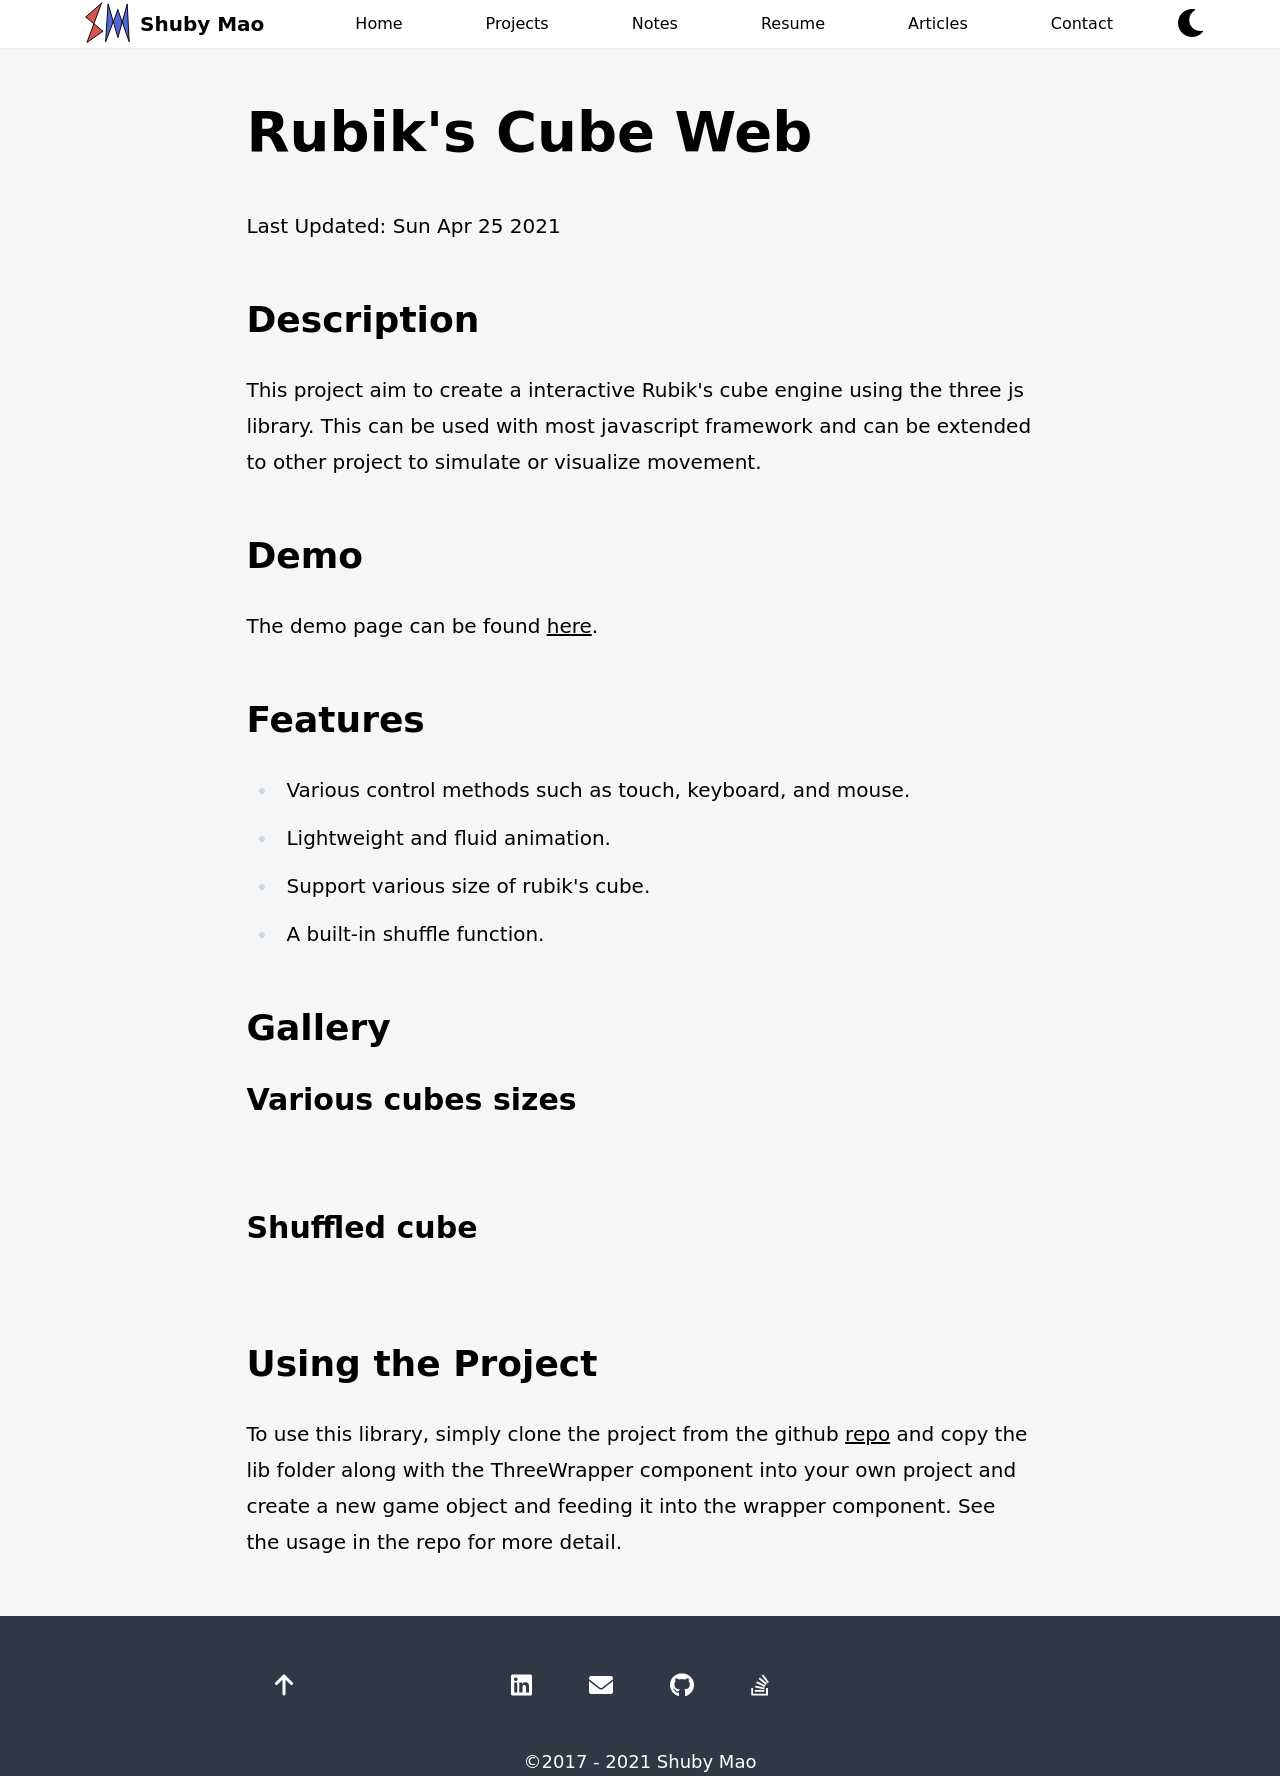 Shuby Mao
Home
Projects
Notes
Resume
Articles
Contact
Rubik's Cube Web
Last Updated: Sun Apr 25 2021
Description
This project aim to create a interactive Rubik's cube engine using the three js
library. This can be used with most javascript framework and can be extended
to other project to simulate or visualize movement.
Demo
The demo page can be found here.
Features
Various control methods such as touch, keyboard, and mouse.
Lightweight and fluid animation.
Support various size of rubik's cube.
A built-in shuffle function.
Gallery
Various cubes sizes
Shuffled cube
Using the Project
To use this library, simply clone the project from the github repo and copy the
lib folder along with the ThreeWrapper component into your own project and
create a new game object and feeding it into the wrapper component. See
the usage in the repo for more detail.
©2017 - 2021 Shuby Mao